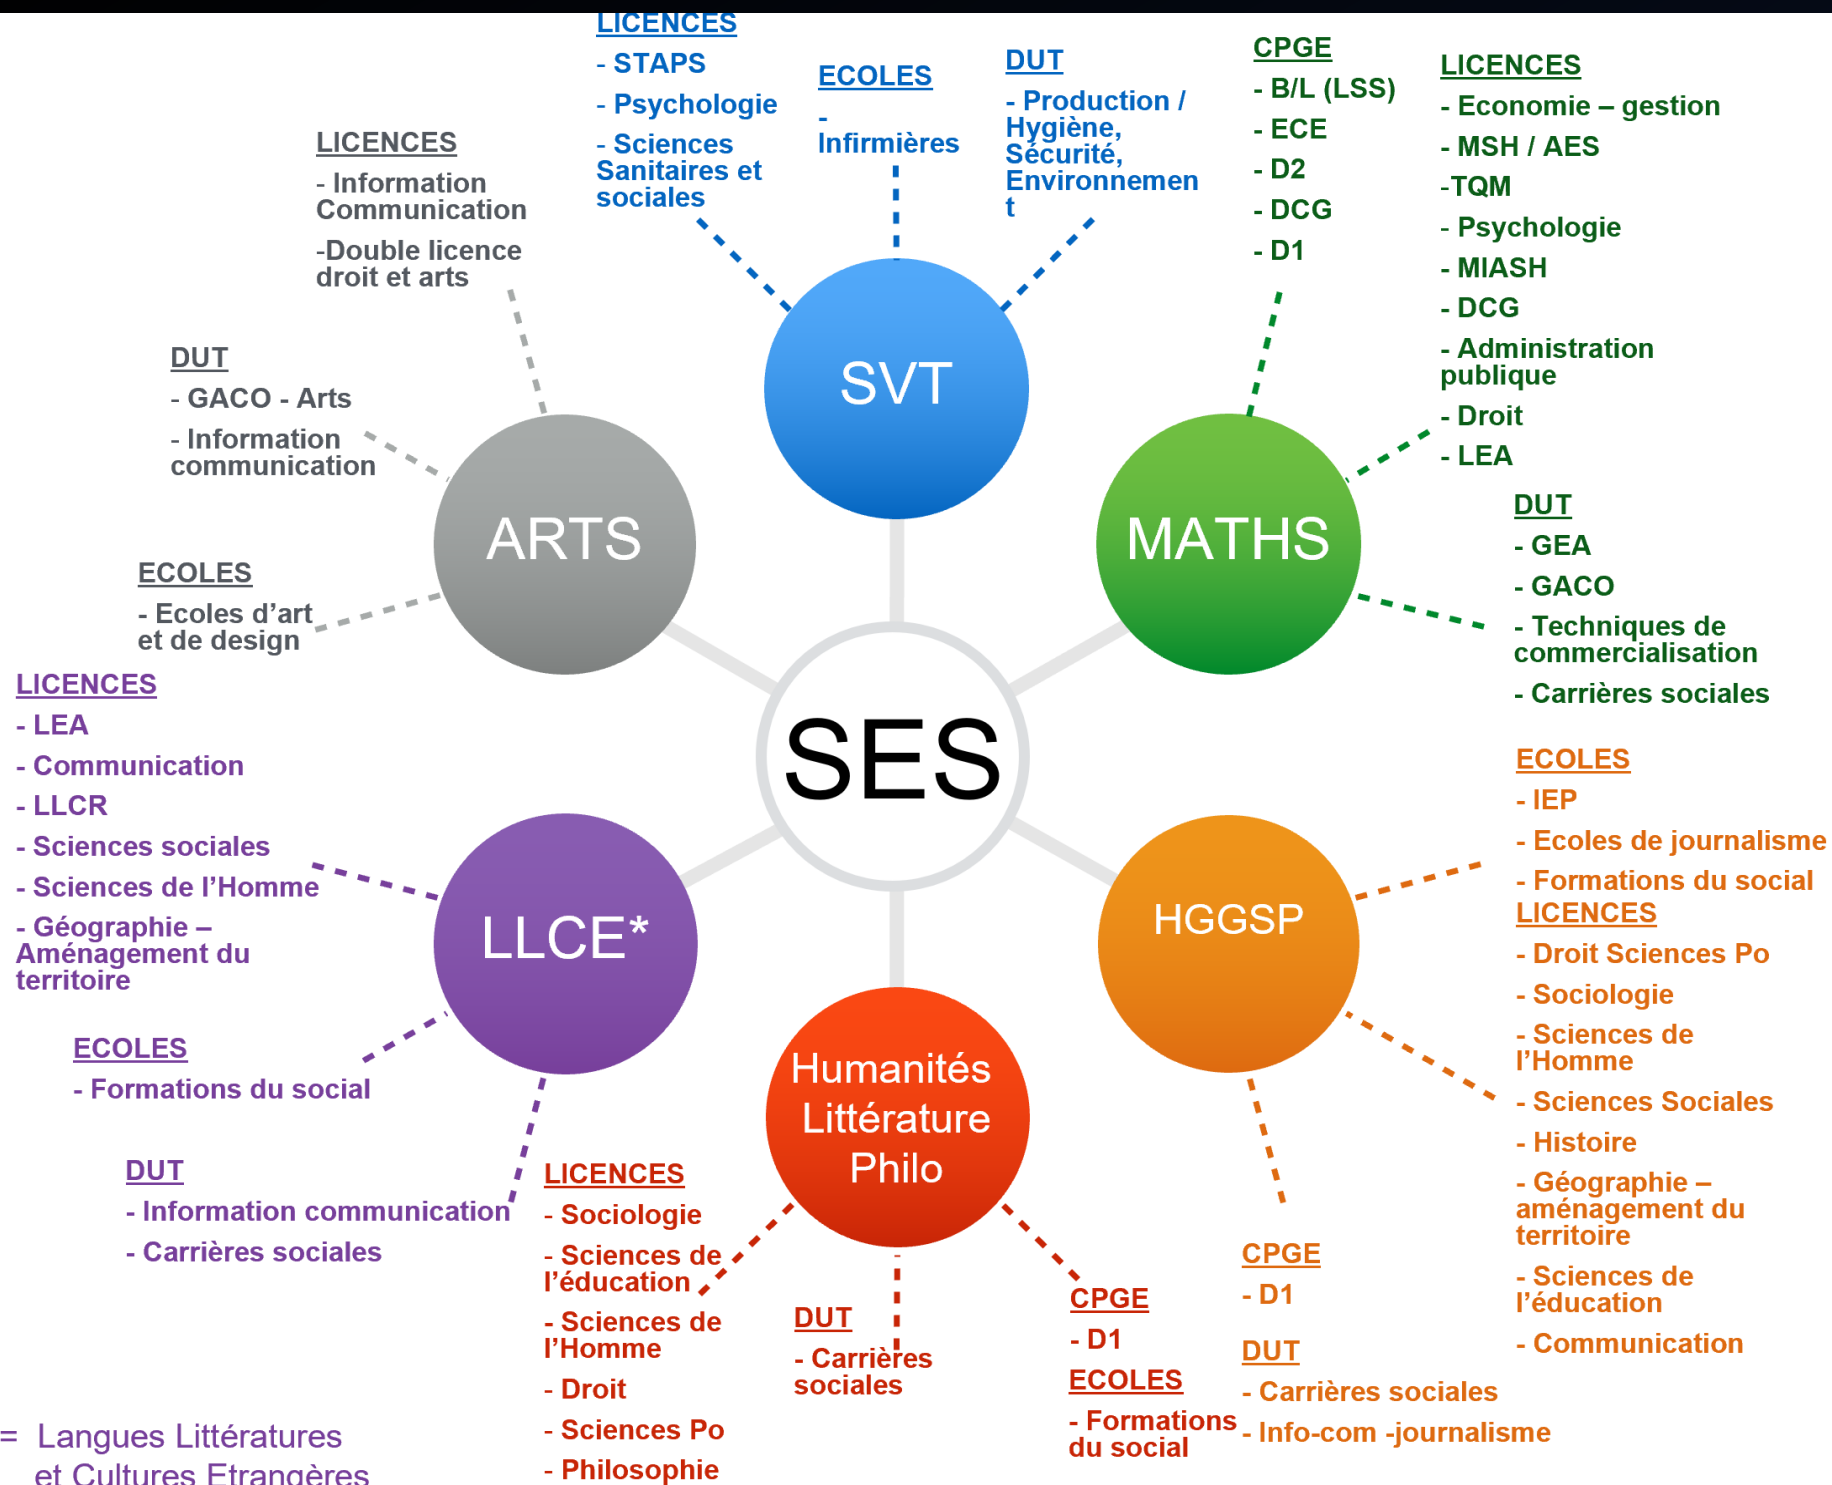 LICENCES
- STAPS
- Psychologie
- Sciences
Sanitaires et
sociales
ECOLES
-
Infirmières
DUT
- Production /
Hygiène,
Sécurité,
Environnemen
t
CPGE
- B/L (LSS)
- ECE
- D2
- DCG
- D1
LICENCES
- Economie – gestion
- MSH / AES
-TQM
- Psychologie
- MIASH
- DCG
- Administration
publique
- Droit
- LEA
DUT
- GEA
- GACO
- Techniques de
commercialisation
- Carrières sociales
LICENCES
- Information
Communication
-Double licence
droit et arts
DUT
- GACO - Arts
- Information
communication
ECOLES
- Ecoles d’art
et de design
SVT
ARTS
MATHS
SES
LLCE*
HGGSP
Humanités
Littérature
Philo
LICENCES
- LEA
- Communication
- LLCR
- Sciences sociales
- Sciences de l’Homme
- Géographie –
Aménagement du
territoire
ECOLES
- Formations du social
DUT
- Information communication
- Carrières sociales
ECOLES
- IEP
- Ecoles de journalisme
- Formations du social
LICENCES
- Droit Sciences Po
- Sociologie
- Sciences de
l’Homme
- Sciences Sociales
- Histoire
- Géographie –
aménagement du
territoire
- Sciences de
l’éducation
- Communication
CPGE
- D1
DUT
- Carrières sociales
- Info-com -journalisme
LICENCES
- Sociologie
- Sciences de
l’éducation
- Sciences de
l’Homme
- Droit
- Sciences Po
- Philosophie
DUT
- Carrières
sociales
CPGE
- D1
ECOLES
- Formations
du social
= Langues Littératures
et Cultures Etrangères